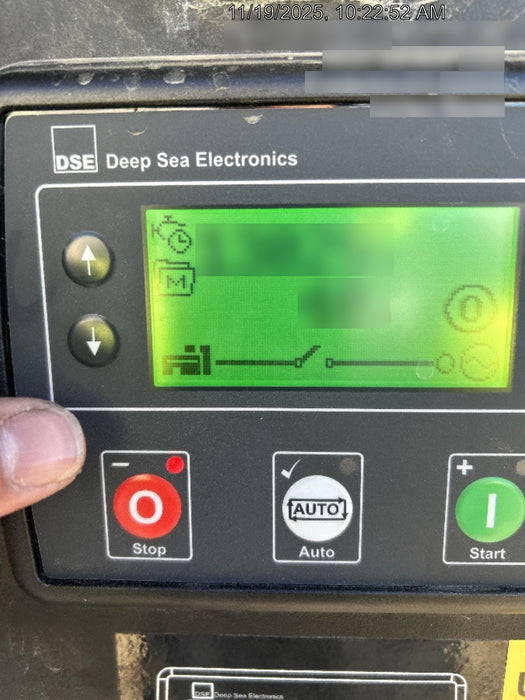 11/19/2025, 10:22:52 AM
DSE Deep Sea Electronics
M
0
- 
O
Stop
AUTO
Auto
+
I
Start
DSE Deep Sea Electronics